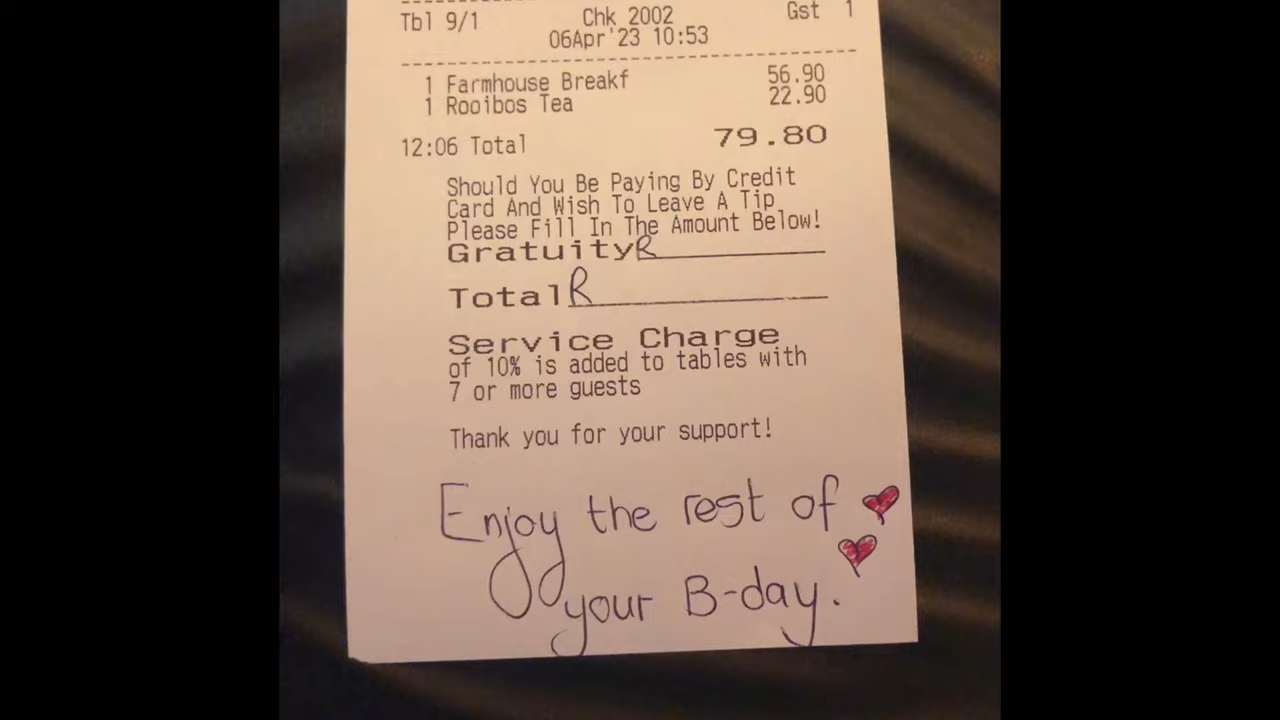 Tbl 9/1 Chk 2002 Gst 1
06Apr'23 10:53
1 Farmhouse Breakf 56.90
1 Rooibos Tea 22.90
12:06 Total 79.80
Should You Be Paying By Credit
Card And Wish To Leave A Tip
Please Fill In The Amount Below!
Gratuity R
Total R
Service Charge
of 10% is added to tables with
7 or more guests
Thank you for your support!
Enjoy the rest of
your B-day.